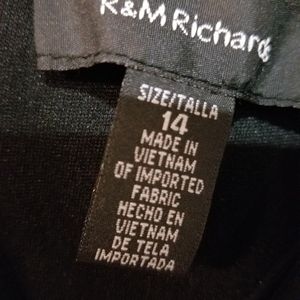 R&M Richards
SIZE/TALLA
14
MADE IN
VIETNAM
OF IMPORTED
FABRIC
HECHO EN
VIETNAM
DE TELA
IMPORTADA